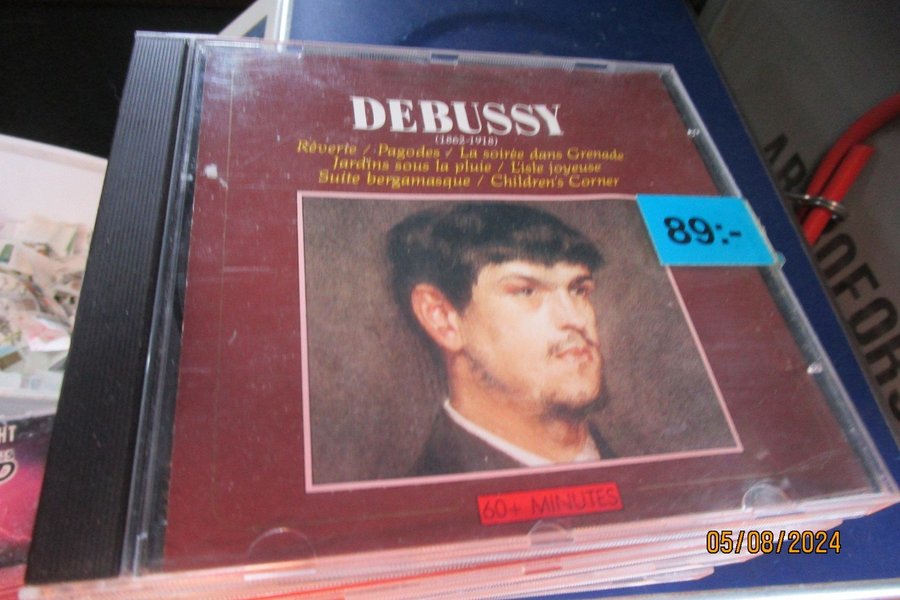 DEBUSSY
(1862-1918)
Rêverie / Pagodes / La soirée dans Grenade
Jardins sous la pluie / L'isle joyeuse
Suite bergamasque / Children's Corner
89:-
60+ MINUTES
05/08/2024